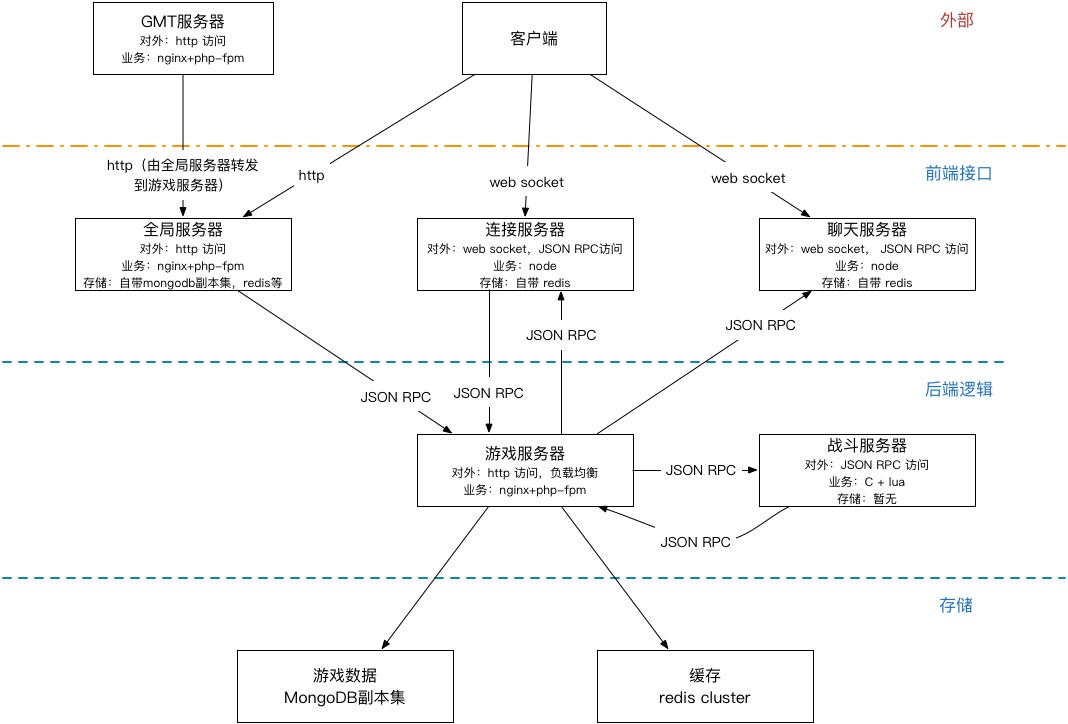 GMT服务器
对外：http 访问
业务：nginx+php-fpm
客户端
外部
http（由全局服务器转发
到游戏服务器）
http
web socket
web socket
前端接口
全局服务器
对外：http 访问
业务：nginx+php-fpm
存储：自带mongodb副本集，redis等
连接服务器
对外：web socket，JSON RPC访问
业务：node
存储：自带 redis
聊天服务器
对外：web socket， JSON RPC 访问
业务：node
存储：自带 redis
JSON RPC
JSON RPC
后端逻辑
JSON RPC
JSON RPC
游戏服务器
对外：http 访问，负载均衡
业务：nginx+php-fpm
JSON RPC
战斗服务器
对外：JSON RPC 访问
业务：C + lua
存储：暂无
JSON RPC
存储
游戏数据
MongoDB副本集
缓存
redis cluster